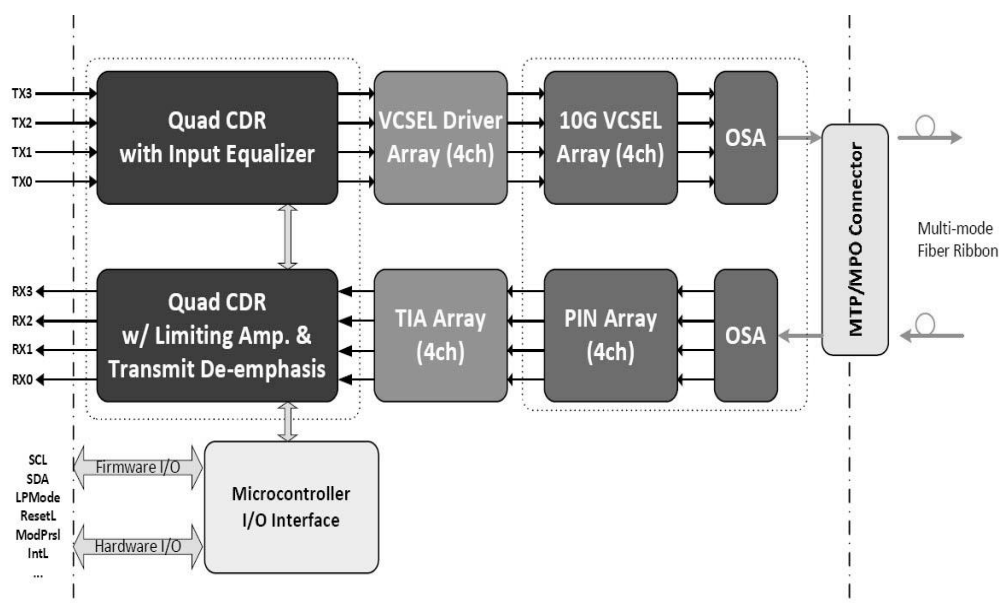 TX3
TX2
TX1
TX0
Quad CDR
with Input Equalizer
VCSEL Driver
Array (4ch)
10G VCSEL
Array (4ch)
OSA
MTP/MPO Connector
Multi-mode
Fiber Ribbon
RX3
RX2
RX1
RX0
Quad CDR
w/ Limiting Amp. &
Transmit De-emphasis
TIA Array
(4ch)
PIN Array
(4ch)
OSA
SCL
SDA
LPMode
ResetL
ModPrsl
IntL
...
Firmware I/O
Hardware I/O
Microcontroller
I/O Interface